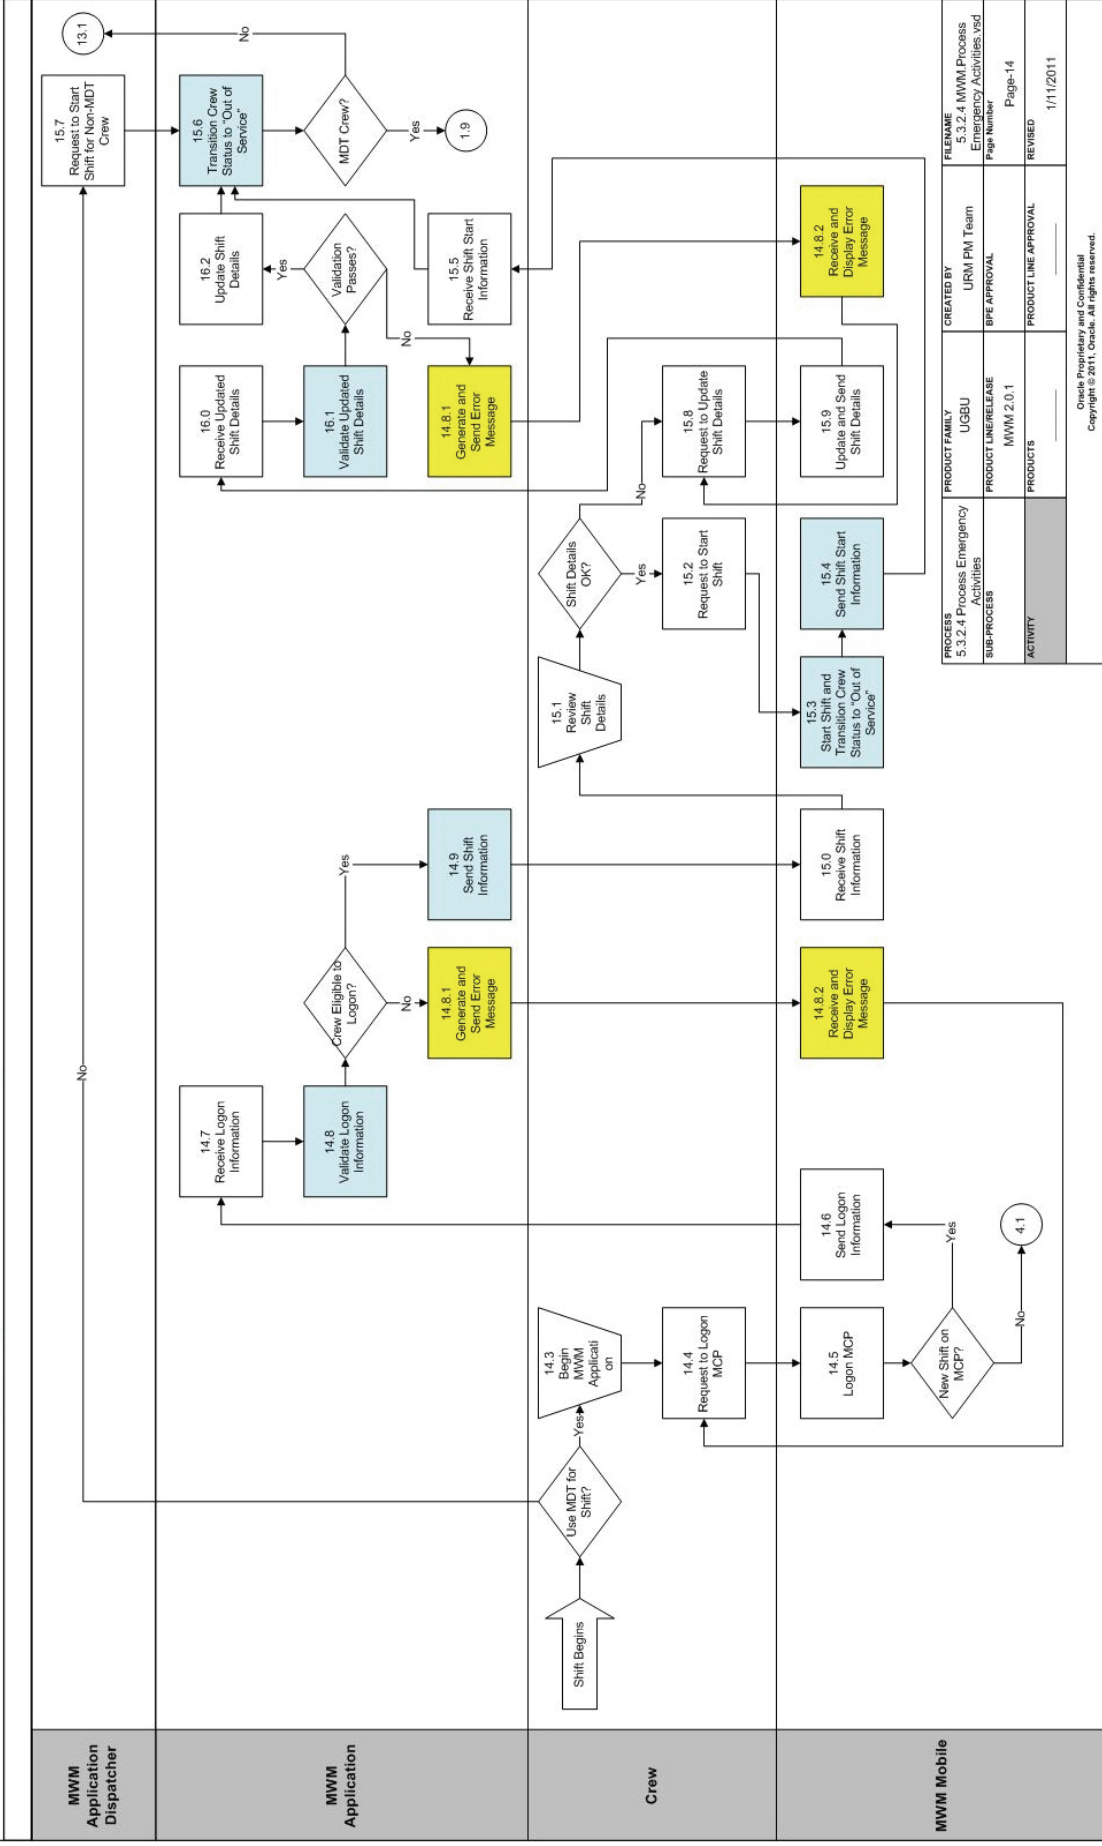 MWM
Application
Dispatcher
No
15.7
Request to Start
Shift for Non-MDT
Crew
13.1
MWM
Application
14.7
Receive Logon
Information
14.8
Validate Logon
Information
Crew Eligible to
Logon?
Yes
No
14.8.1
Generate and
Send Error
Message
14.9
Send Shift
Information
16.0
Receive Updated
Shift Details
16.1
Validate Updated
Shift Details
Validation
Passes?
Yes
No
14.8.1
Generate and
Send Error
Message
16.2
Update Shift
Details
15.5
Receive Shift Start
Information
15.6
Transition Crew
Status to "Out of
Service"
MDT Crew?
No
Yes
1.9
Crew
Shift Begins
Use MDT for
Shift?
Yes
14.3
Begin
MWM
Applicati
on
14.4
Request to Logon
MCP
15.1
Review
Shift
Details
Shift Details
OK?
Yes
No
15.2
Request to Start
Shift
15.8
Request to Update
Shift Details
MWM Mobile
14.5
Logon MCP
New Shift on
MCP?
Yes
No
4.1
14.6
Send Logon
Information
14.8.2
Receive and
Display Error
Message
15.0
Receive Shift
Information
15.3
Start Shift and
Transition Crew
Status to "Out of
Service"
15.4
Send Shift Start
Information
15.9
Update and Send
Shift Details
14.8.2
Receive and
Display Error
Message
PROCESS
5.3.2.4 Process Emergency
Activities
PRODUCT FAMILY
UGBU
CREATED BY
URM PM Team
FILENAME
5.3.2.4 MWM.Process
Emergency Activities.vsd
SUB-PROCESS
PRODUCT LINE/RELEASE
MWM 2.0.1
BPE APPROVAL
Page Number
Page-14
ACTIVITY
PRODUCTS
PRODUCT LINE APPROVAL
REVISED
1/11/2011
Oracle Proprietary and Confidential
Copyright © 2011, Oracle. All rights reserved.